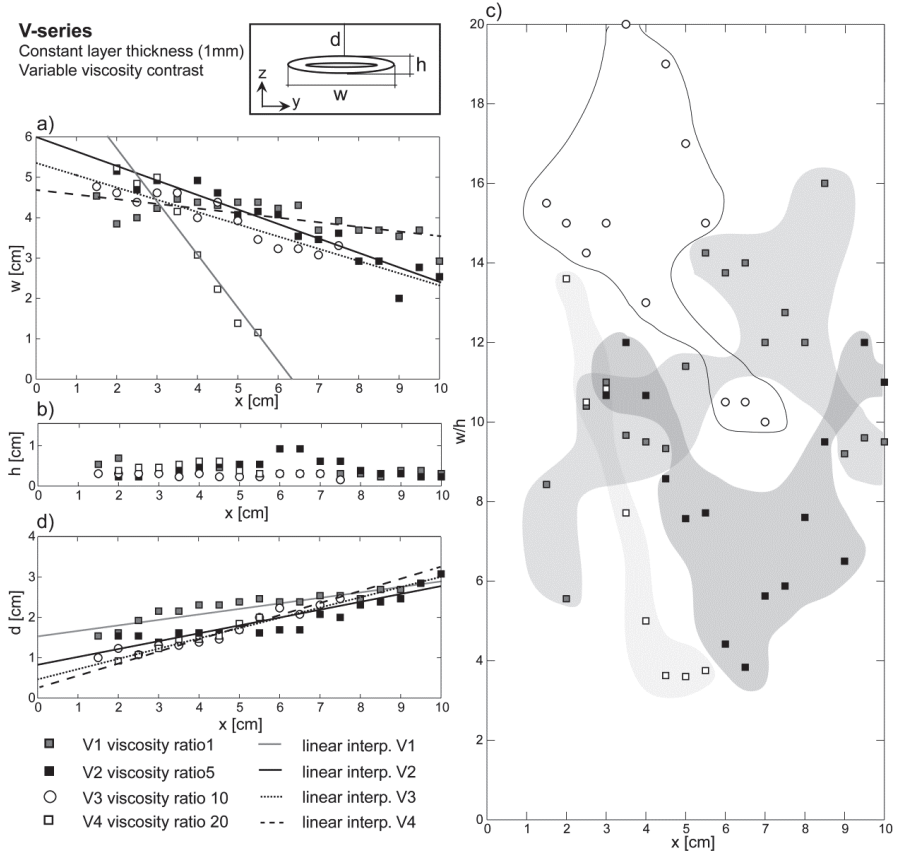 V-series
Constant layer thickness (1mm)
Variable viscosity contrast
d
h
w
z
y
a)
6
5
4
3
2
1
0
w [cm]
0 1 2 3 4 5 6 7 8 9 10
x [cm]
b)
1
0
h [cm]
0 1 2 3 4 5 6 7 8 9 10
x [cm]
d)
4
3
2
1
0
d [cm]
0 1 2 3 4 5 6 7 8 9 10
x [cm]
V1 viscosity ratio1
V2 viscosity ratio5
V3 viscosity ratio 10
V4 viscosity ratio 20
linear interp. V1
linear interp. V2
linear interp. V3
linear interp. V4
c)
20
18
16
14
12
10
8
6
4
2
0
w/h
0 1 2 3 4 5 6 7 8 9 10
x [cm]